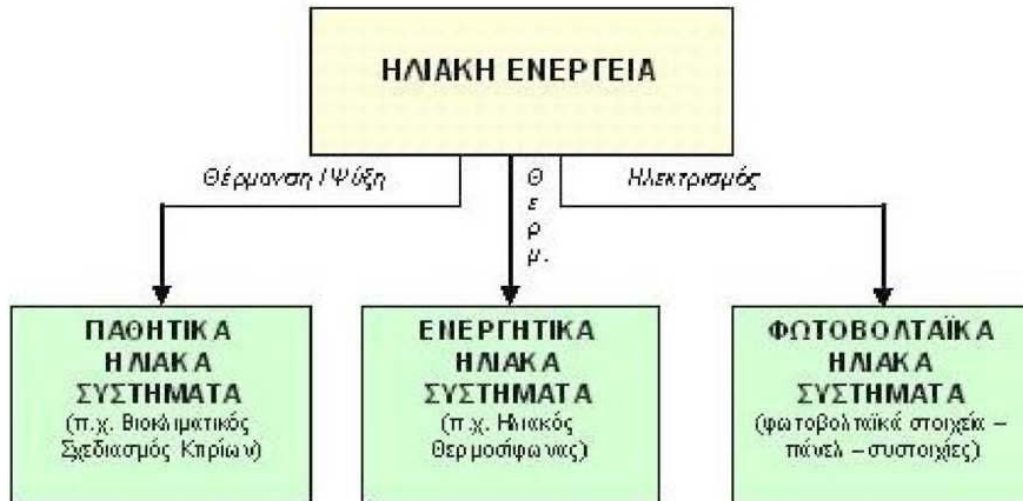 ΗΛΙΑΚΗ ΕΝΕΡΓΕΙΑ
Θέρμανση / Ψύξη
Θερμ.
Ηλεκτρισμός
ΠΑΘΗΤΙΚΑ
ΗΛΙΑΚΑ
ΣΥΣΤΗΜΑΤΑ
(π.χ. Βιοκλιματικός
Σχεδιασμός Κτιρίων)
ΕΝΕΡΓΗΤΙΚΑ
ΗΛΙΑΚΑ
ΣΥΣΤΗΜΑΤΑ
(π.χ. Ηλιακός
Θερμοσίφωνας)
ΦΩΤΟΒΟΛΤΑΪΚΑ
ΗΛΙΑΚΑ
ΣΥΣΤΗΜΑΤΑ
(φωτοβολταϊκά στοιχεία –
πάνελ – συστοιχίες)